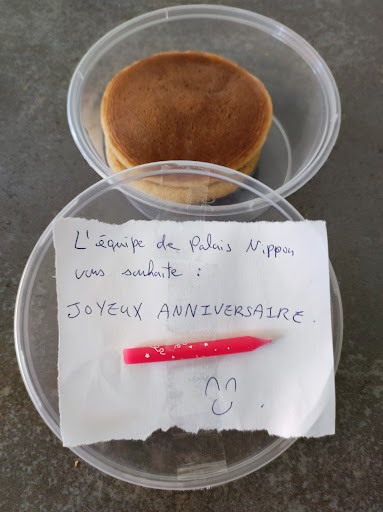 L'équipe de Palais Nippon
vous souhaite :
JOYEUX ANNIVERSAIRE.